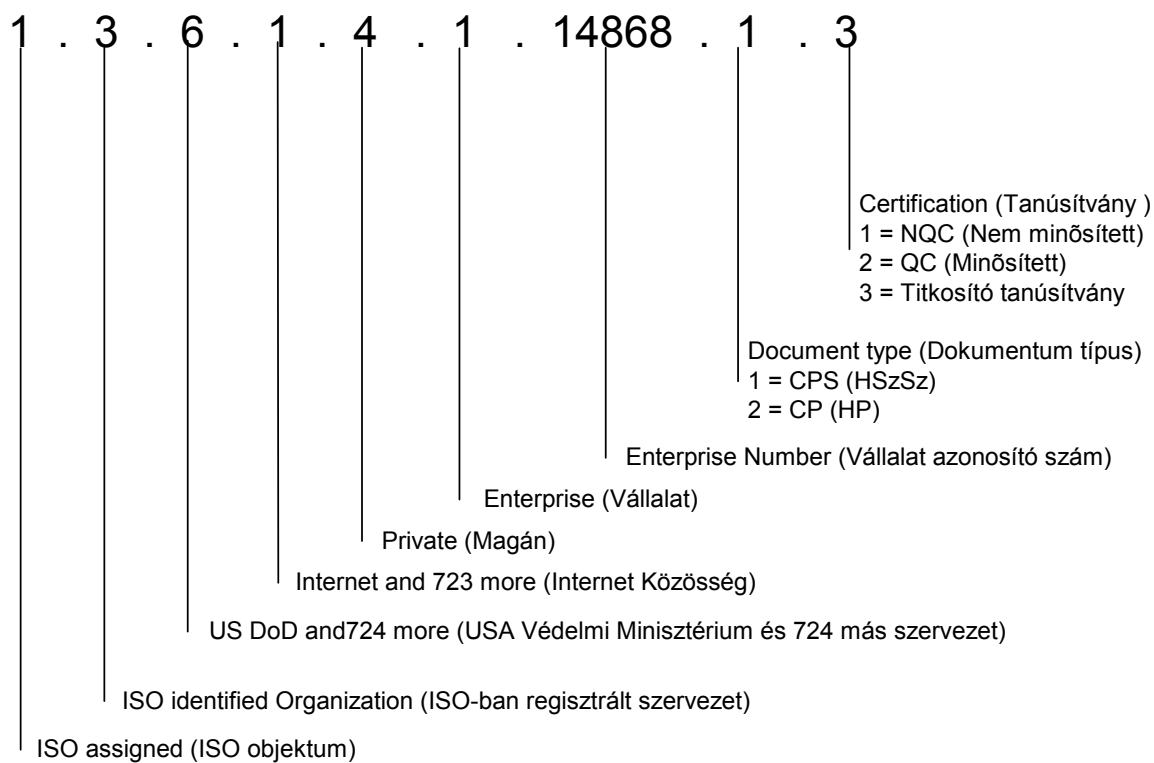 1 . 3 . 6 . 1 . 4 . 1 . 14868 . 1 . 3
Certification (Tanúsítvány )
1 = NQC (Nem minõsített)
2 = QC (Minõsített)
3 = Titkosító tanúsítvány
Document type (Dokumentum típus)
1 = CPS (HSzSz)
2 = CP (HP)
Enterprise Number (Vállalat azonosító szám)
Enterprise (Vállalat)
Private (Magán)
Internet and 723 more (Internet Közösség)
US DoD and724 more (USA Védelmi Minisztérium és 724 más szervezet)
ISO identified Organization (ISO-ban regisztrált szervezet)
ISO assigned (ISO objektum)